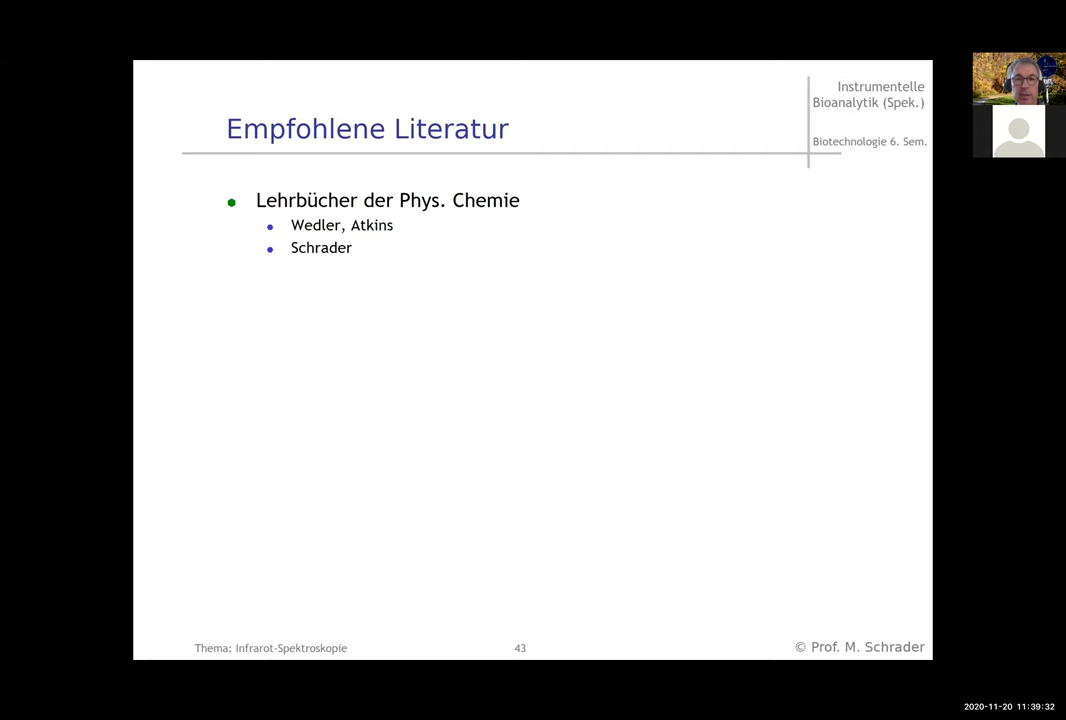 Instrumentelle
Bioanalytik (Spek.)
Empfohlene Literatur
Biotechnologie 6. Sem.
Lehrbücher der Phys. Chemie
Wedler, Atkins
Schrader
Thema: Infrarot-Spektroskopie
43
© Prof. M. Schrader
2020-11-20 11:39:32